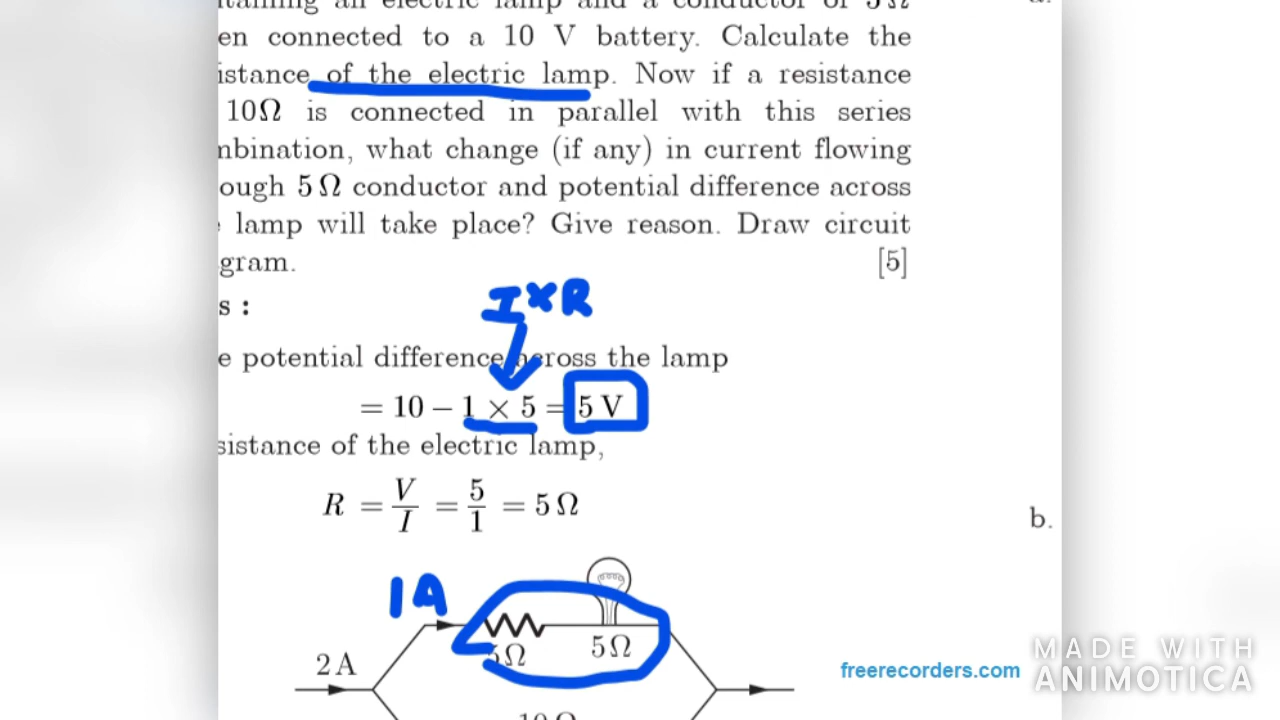 en connected to a 10 V battery. Calculate the
istance of the electric lamp. Now if a resistance
10Ω is connected in parallel with this series
mbination, what change (if any) in current flowing
ough 5 Ω conductor and potential difference across
lamp will take place? Give reason. Draw circuit
gram. [5]
s :
I×R
e potential difference across the lamp
= 10 − 1 × 5 = 5 V
sistance of the electric lamp,
R = V/I = 5/1 = 5 Ω
b.
1A
5Ω 5Ω
2 A
10 Ω
freerecorders.com
MADE WITH
ANIMOTICA